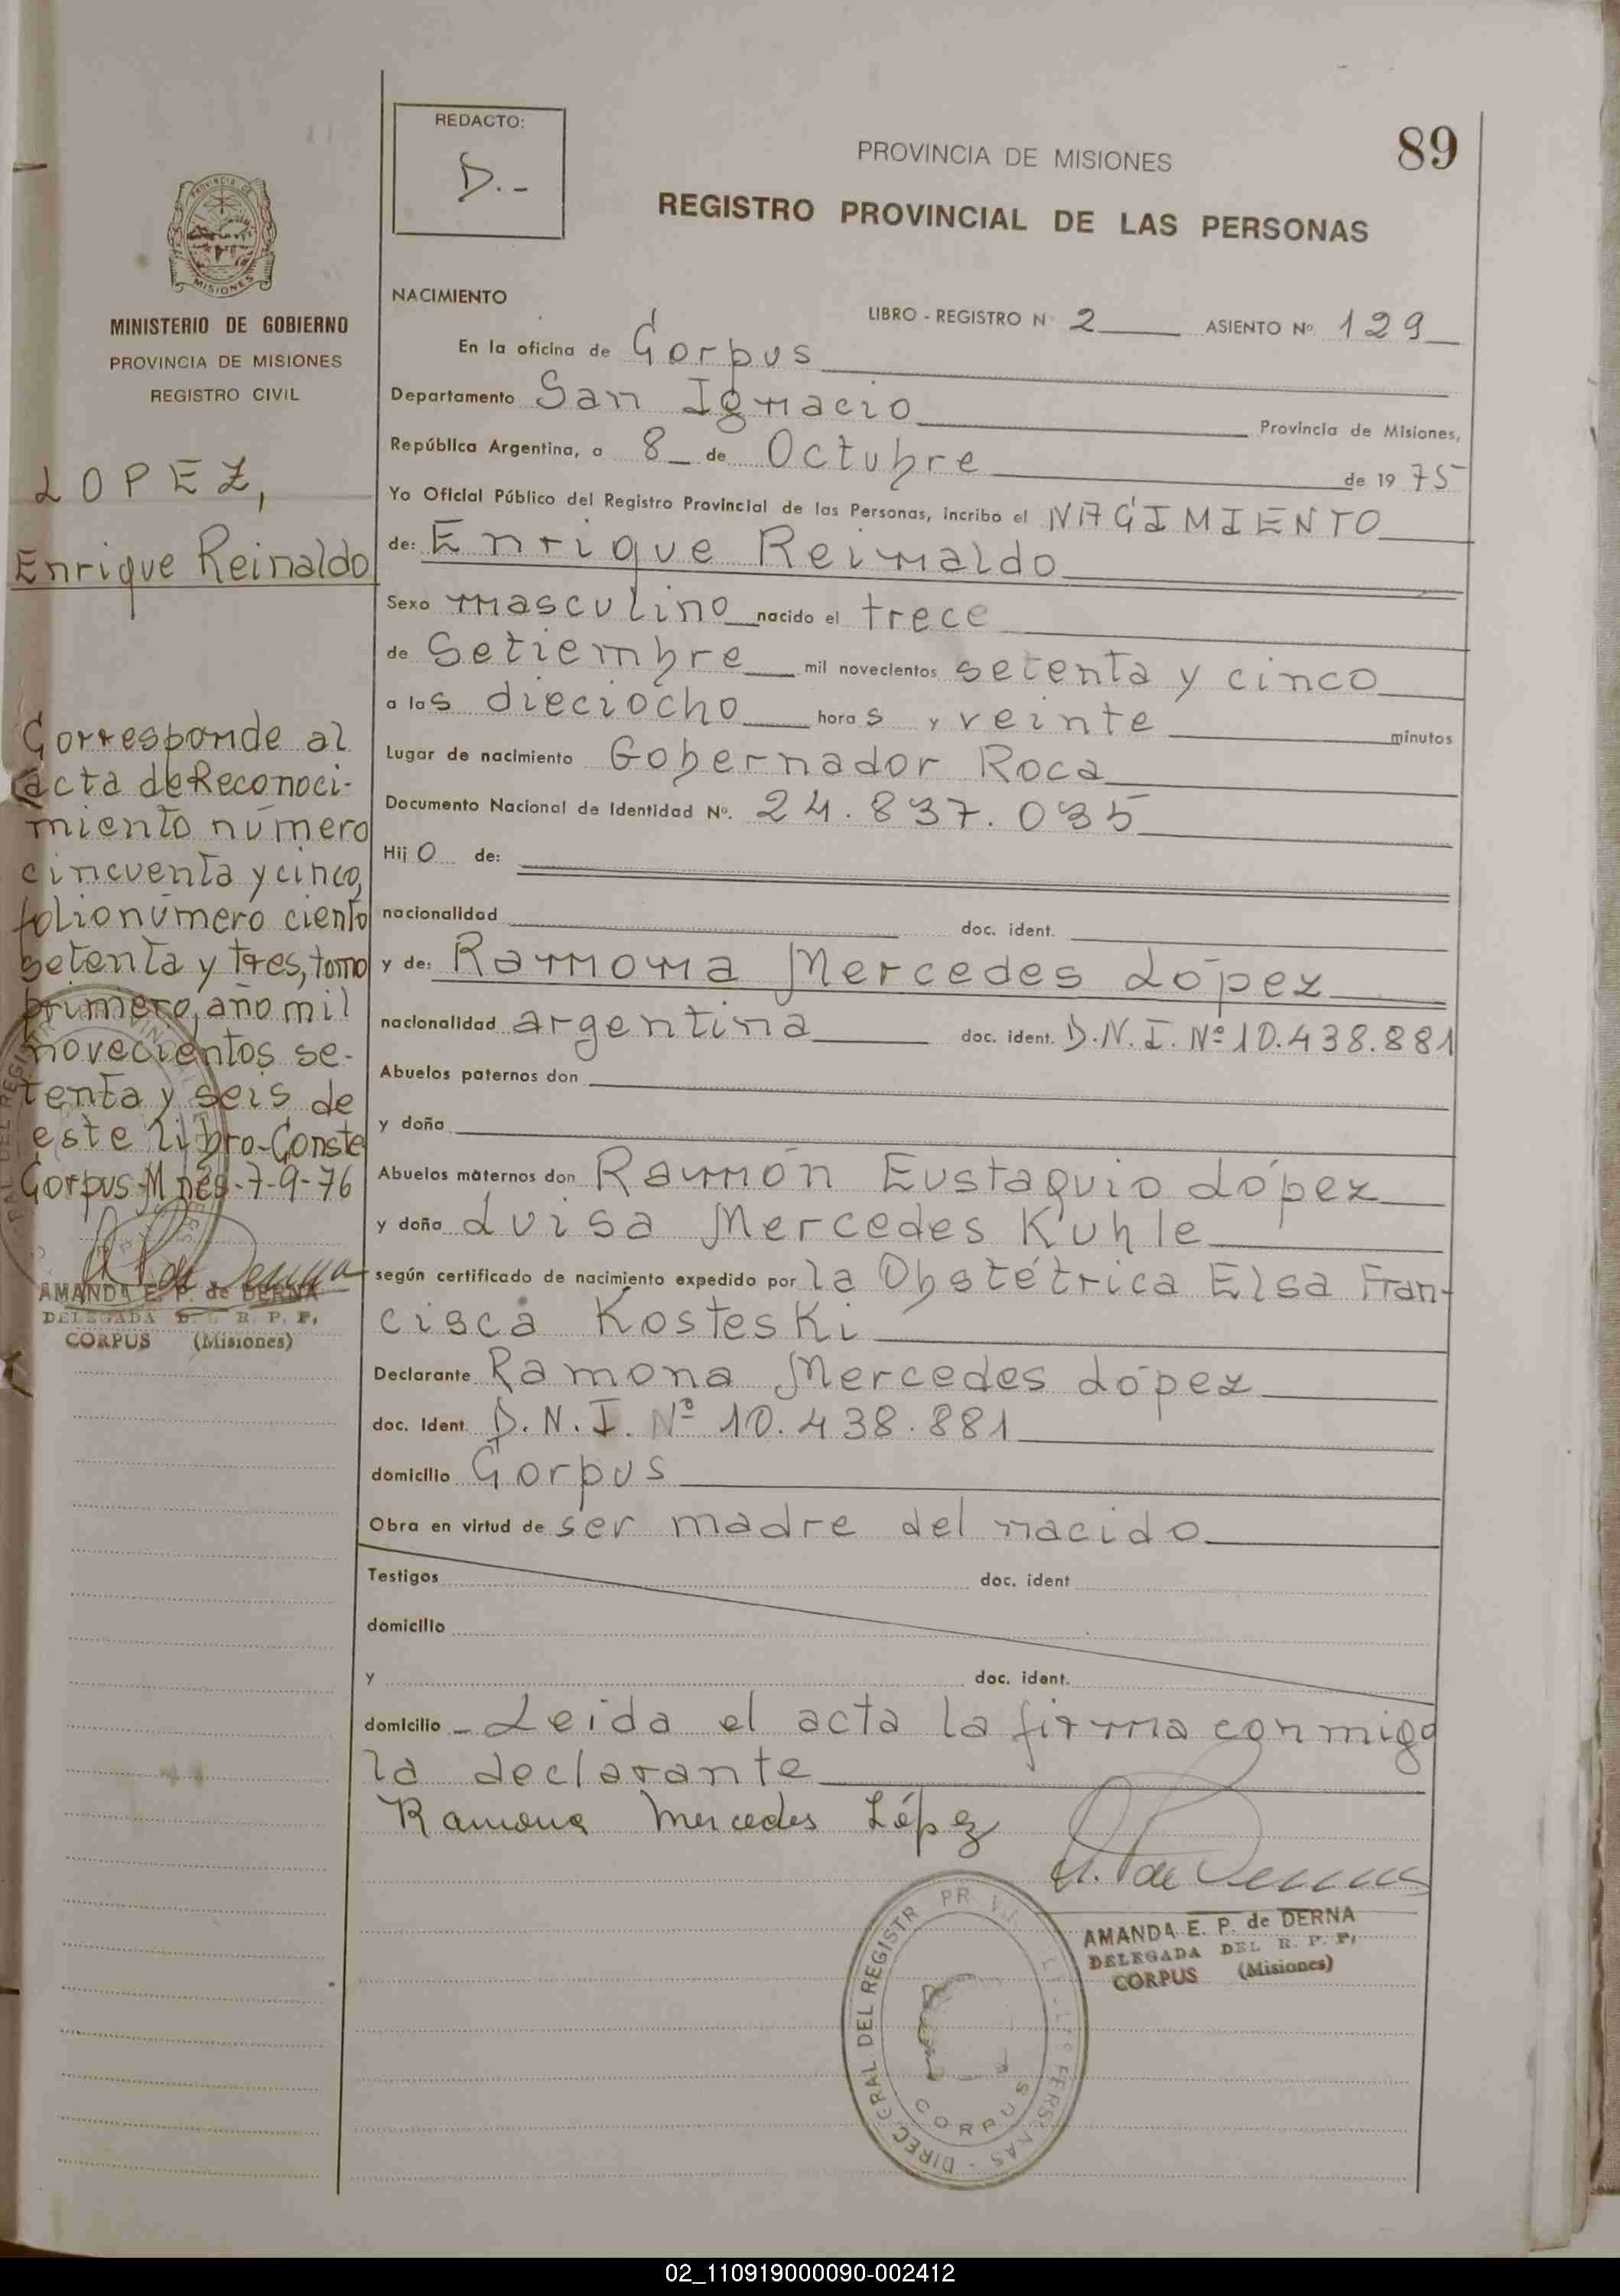 89
REDACTO:
D.-
PROVINCIA DE MISIONES
REGISTRO PROVINCIAL DE LAS PERSONAS
PROVINCIA DE
MISIONES
MINISTERIO DE GOBIERNO
PROVINCIA DE MISIONES
REGISTRO CIVIL
LOPEZ,
Enrique Reinaldo
Corresponde al
acta de Reconoci-
miento número
cincuenta y cinco,
folio número ciento
setenta y tres, tomo
primero, año mil
novecientos se-
tenta y seis de
este libro-Conste
Corpus-Mnes-7-9-76
AMANDA E. P. de DERNA
DELEGADA DEL R. P. P.
CORPUS (Misiones)
NACIMIENTO
LIBRO - REGISTRO N° 2 ASIENTO N° 129
En la oficina de Corpus
Departamento San Ignacio Provincia de Misiones,
República Argentina, a 8 de Octubre de 1975
Yo Oficial Público del Registro Provincial de las Personas, incribo el NACIMIENTO
de: Enrique Reinaldo
Sexo masculino nacido el trece
de Setiembre mil novecientos setenta y cinco
a las dieciocho horas y veinte minutos
Lugar de nacimiento Gobernador Roca
Documento Nacional de Identidad N°. 24.837.035
Hijo de:
nacionalidad doc. ident.
y de: Ramona Mercedes López
nacionalidad argentina doc. ident. D.N.I. Nº 10.438.881
Abuelos paternos don
y doña
Abuelos maternos don Ramón Eustaquio López
y doña Luisa Mercedes Kuhle
según certificado de nacimiento expedido por la Obstétrica Elsa Fran-
cisca Kosteski
Declarante Ramona Mercedes López
doc. Ident. D.N.I. Nº 10.438.881
domicilio Corpus
Obra en virtud de ser madre del nacido
Testigos doc. ident
domicilio
y doc. ident.
domicilio - Leida el acta la firma conmigo
la declarante
Ramona Mercedes López
A. P. de Derna
AMANDA E. P. de DERNA
DELEGADA DEL R. P. P.
CORPUS (Misiones)
CORPUS
02_110919000090-002412